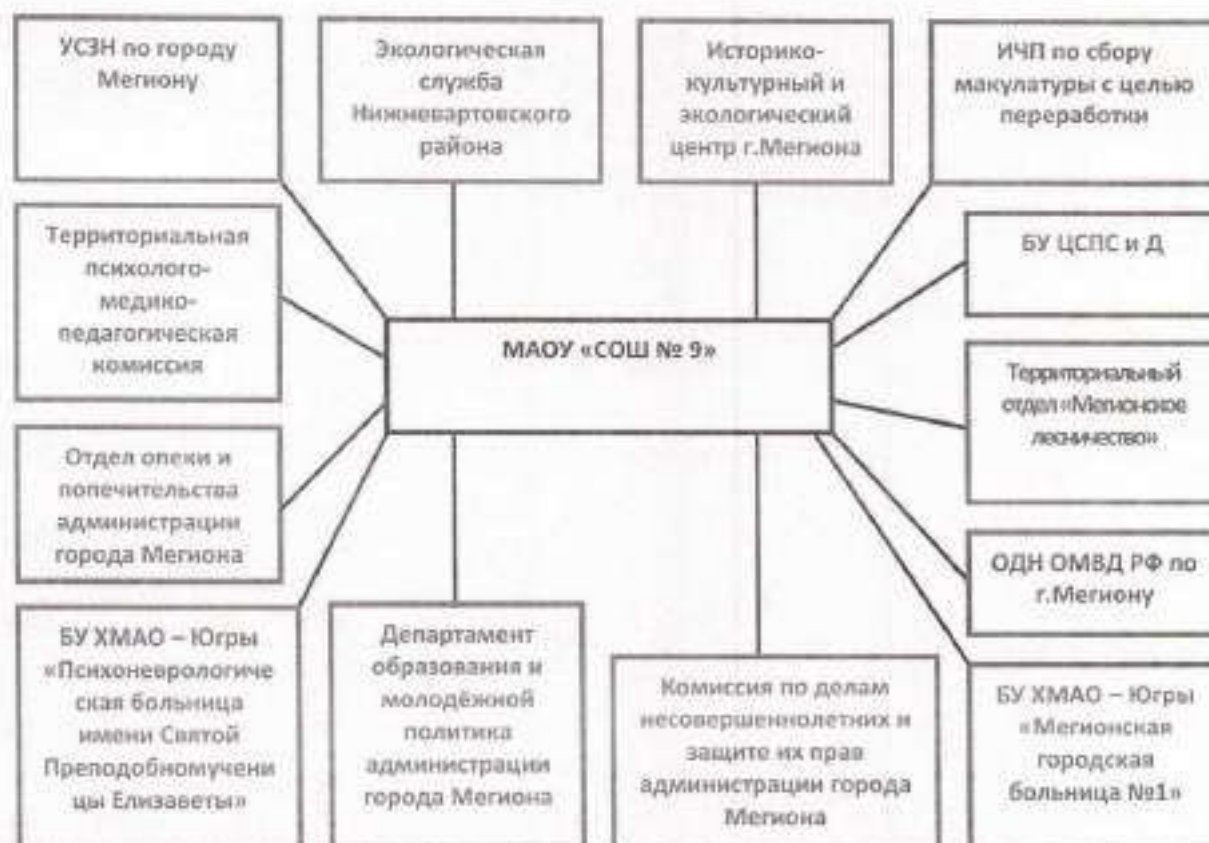 УСЗН по городу
Мегиону
Экологическая
служба
Нижневартовского
района
Историко-
культурный и
экологический
центр г.Мегиона
ИЧП по сбору
макулатуры с целью
переработки
Территориальная
психолого-
медико-
педагогическая
комиссия
БУ ЦСПС и Д
МАОУ «СОШ № 9»
Территориальный
отдел «Мегионское
лесничество»
Отдел опеки и
попечительства
администрации
города Мегиона
ОДН ОМВД РФ по
г.Мегиону
БУ ХМАО – Югры
«Психоневрологиче
ская больница
имени Святой
Преподобномучени
цы Елизаветы»
Департамент
образования и
молодёжной
политика
администрации
города Мегиона
Комиссия по делам
несовершеннолетних и
защите их прав
администрации города
Мегиона
БУ ХМАО – Югры
«Мегионская
городская
больница №1»